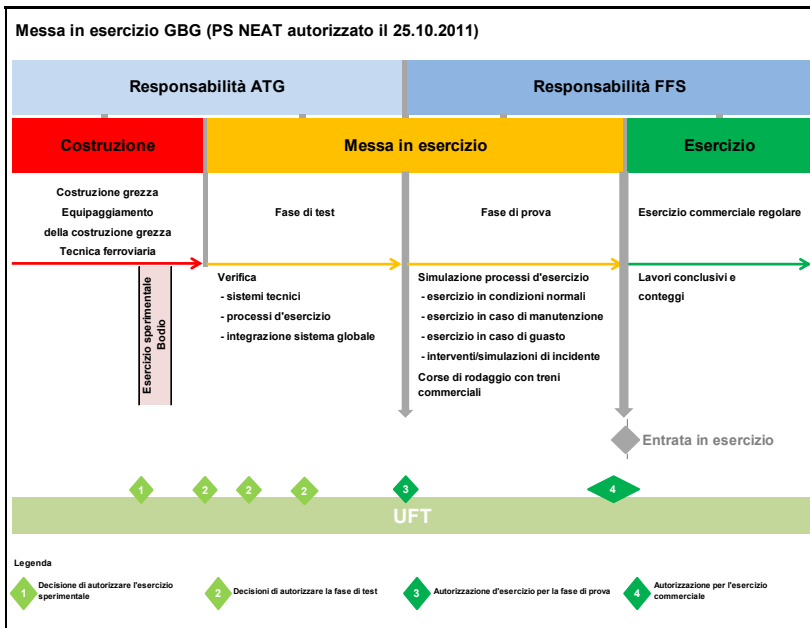 Messa in esercizio GBG (PS NEAT autorizzato il 25.10.2011)
Responsabilità ATG
Responsabilità FFS
Costruzione
Messa in esercizio
Esercizio
Costruzione grezza
Equipaggiamento
della costruzione grezza
Tecnica ferroviaria
Fase di test
Fase di prova
Esercizio commerciale regolare
Esercizio sperimentale
Bodio
Verifica
- sistemi tecnici
- processi d'esercizio
- integrazione sistema globale
Simulazione processi d'esercizio
- esercizio in condizioni normali
- esercizio in caso di manutenzione
- esercizio in caso di guasto
- interventi/simulazioni di incidente
Corse di rodaggio con treni
commerciali
Lavori conclusivi e
conteggi
Entrata in esercizio
1
2
2
2
3
4
UFT
Legenda
1
Decisione di autorizzare l'esercizio
sperimentale
2
Decisioni di autorizzare la fase di test
3
Autorizzazione d'esercizio per la fase di prova
4
Autorizzazione per l'esercizio
commerciale